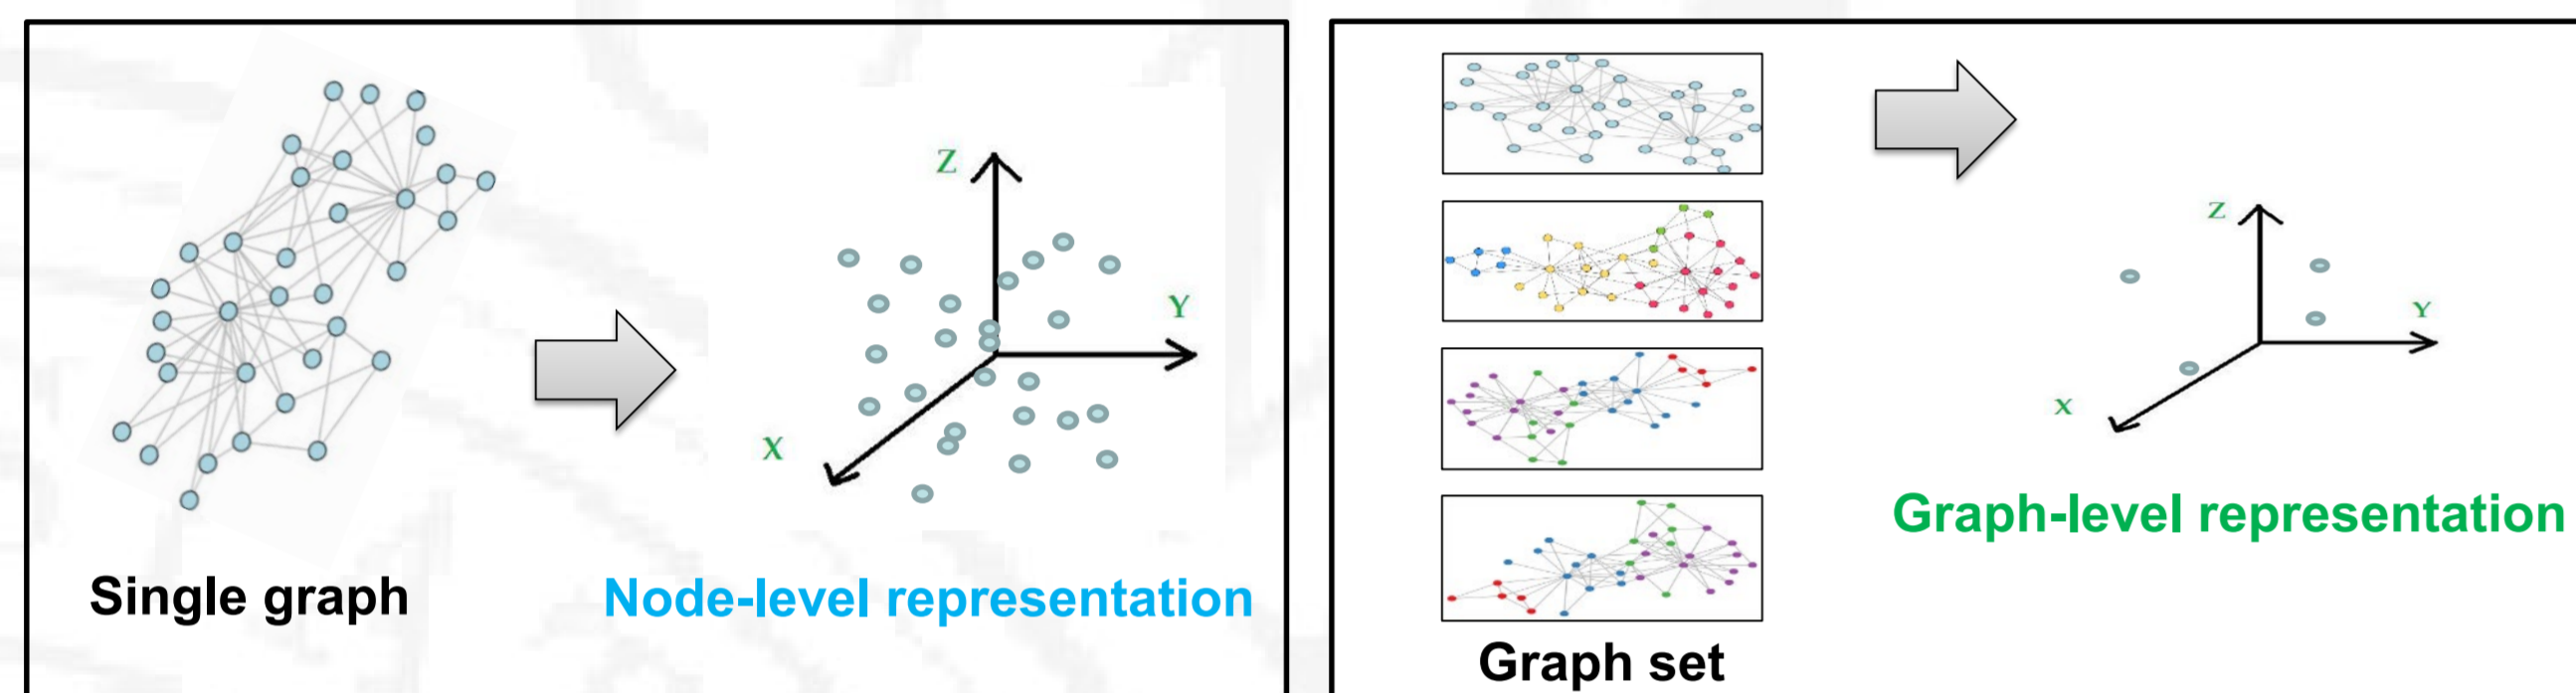 Z
Y
X
Single graph
Node-level representation
Z
Y
X
Graph-level representation
Graph set